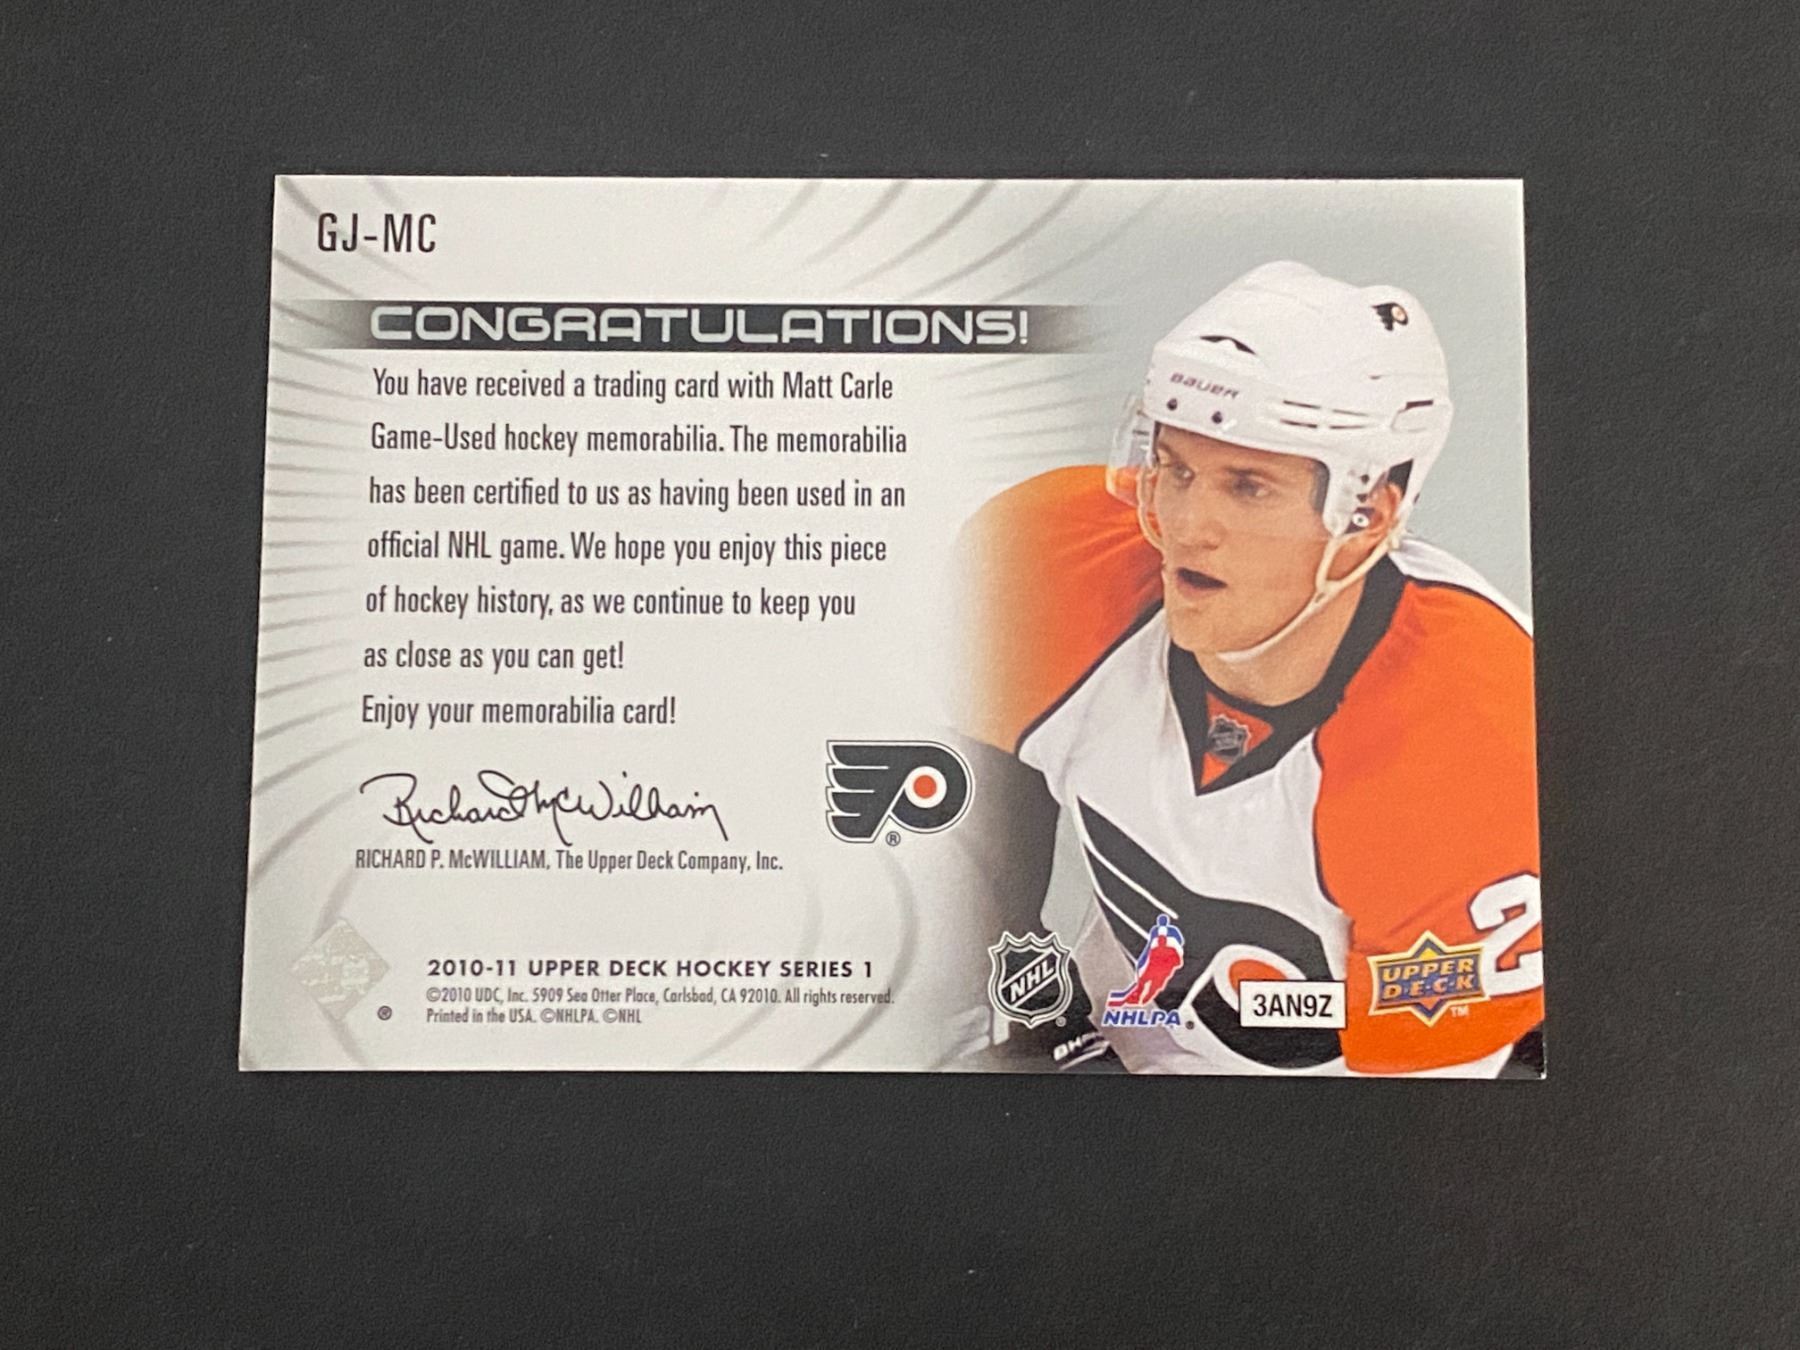 GJ-MC
CONGRATULATIONS!
You have received a trading card with Matt Carle
Game-Used hockey memorabilia. The memorabilia
has been certified to us as having been used in an
official NHL game. We hope you enjoy this piece
of hockey history, as we continue to keep you
as close as you can get!
Enjoy your memorabilia card!
Richard McWilliam
RICHARD P. McWILLIAM, The Upper Deck Company, Inc.
®
2010-11 UPPER DECK HOCKEY SERIES 1
©2010 UDC, Inc. 5909 Sea Otter Place, Carlsbad, CA 92010. All rights reserved.
Printed in the USA. ©NHLPA. ©NHL
®
BAUER
NHL ®
NHLPA ®
3AN9Z
UPPER
D·E·C·K
TM
2